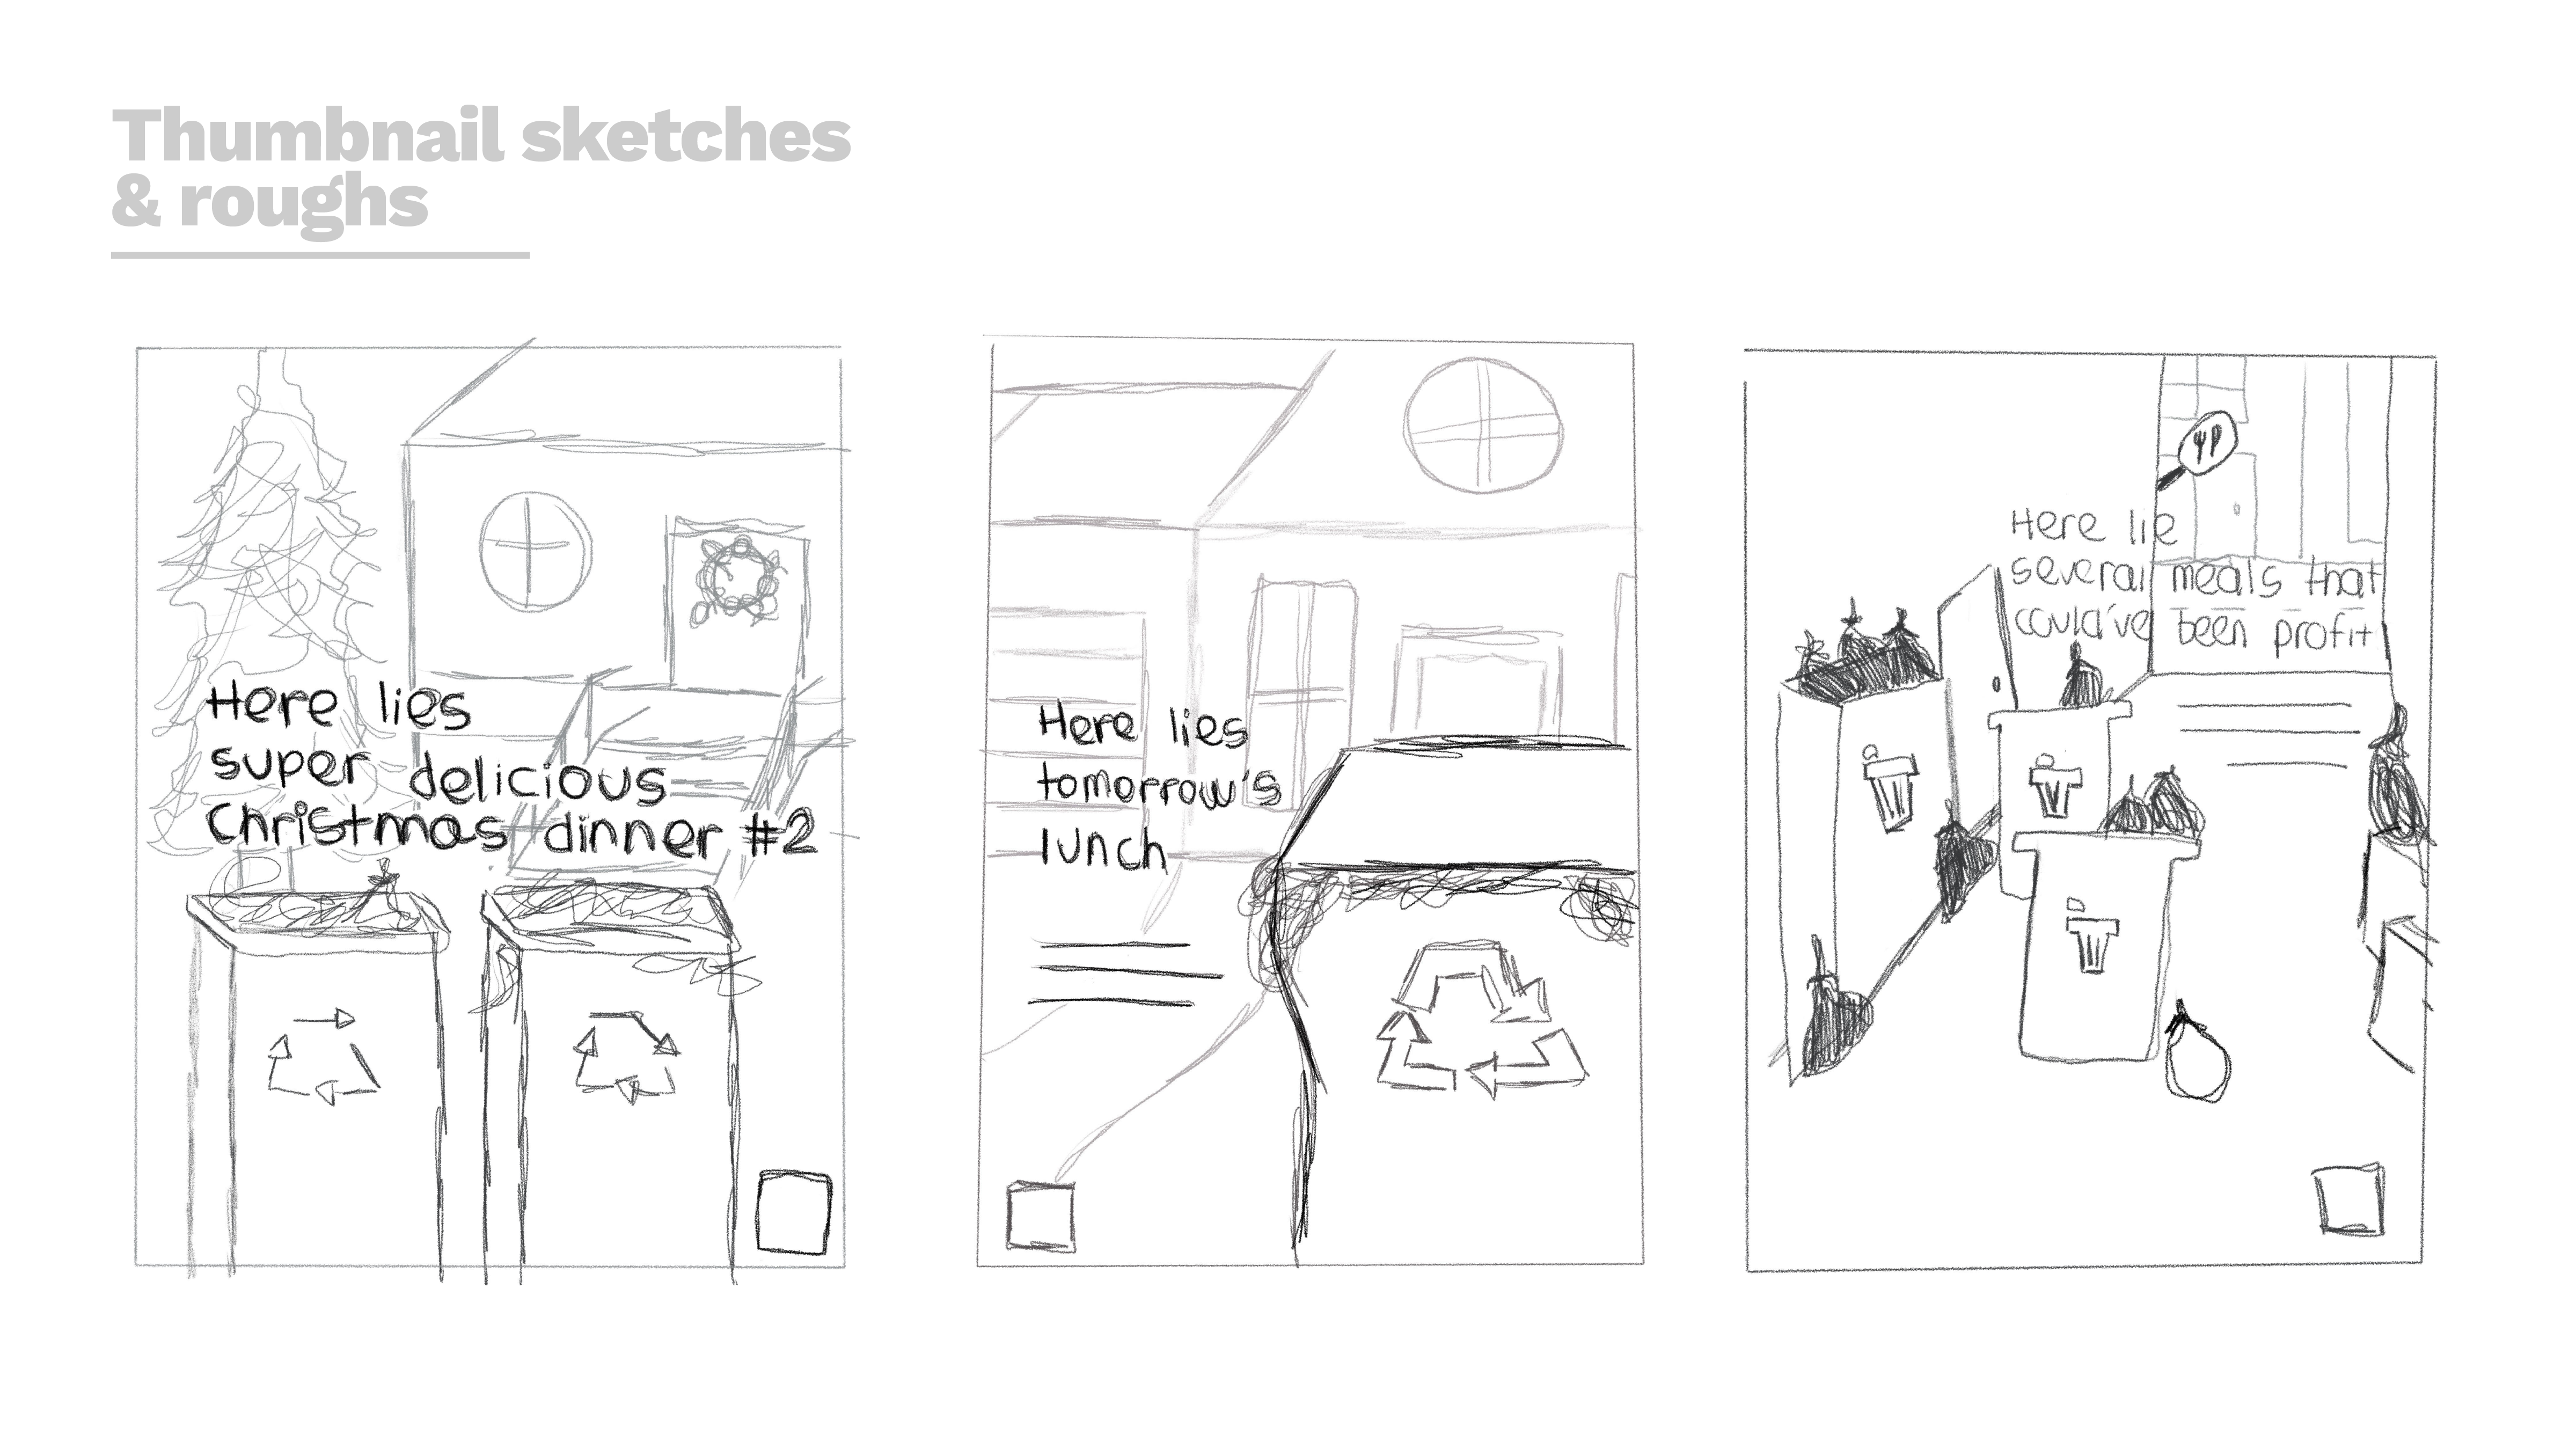 Thumbnail sketches
& roughs
Here lies
super delicious
Christmas dinner #2
Here lies
tomorrow's
lunch
Here lie
several meals that
could've been profit